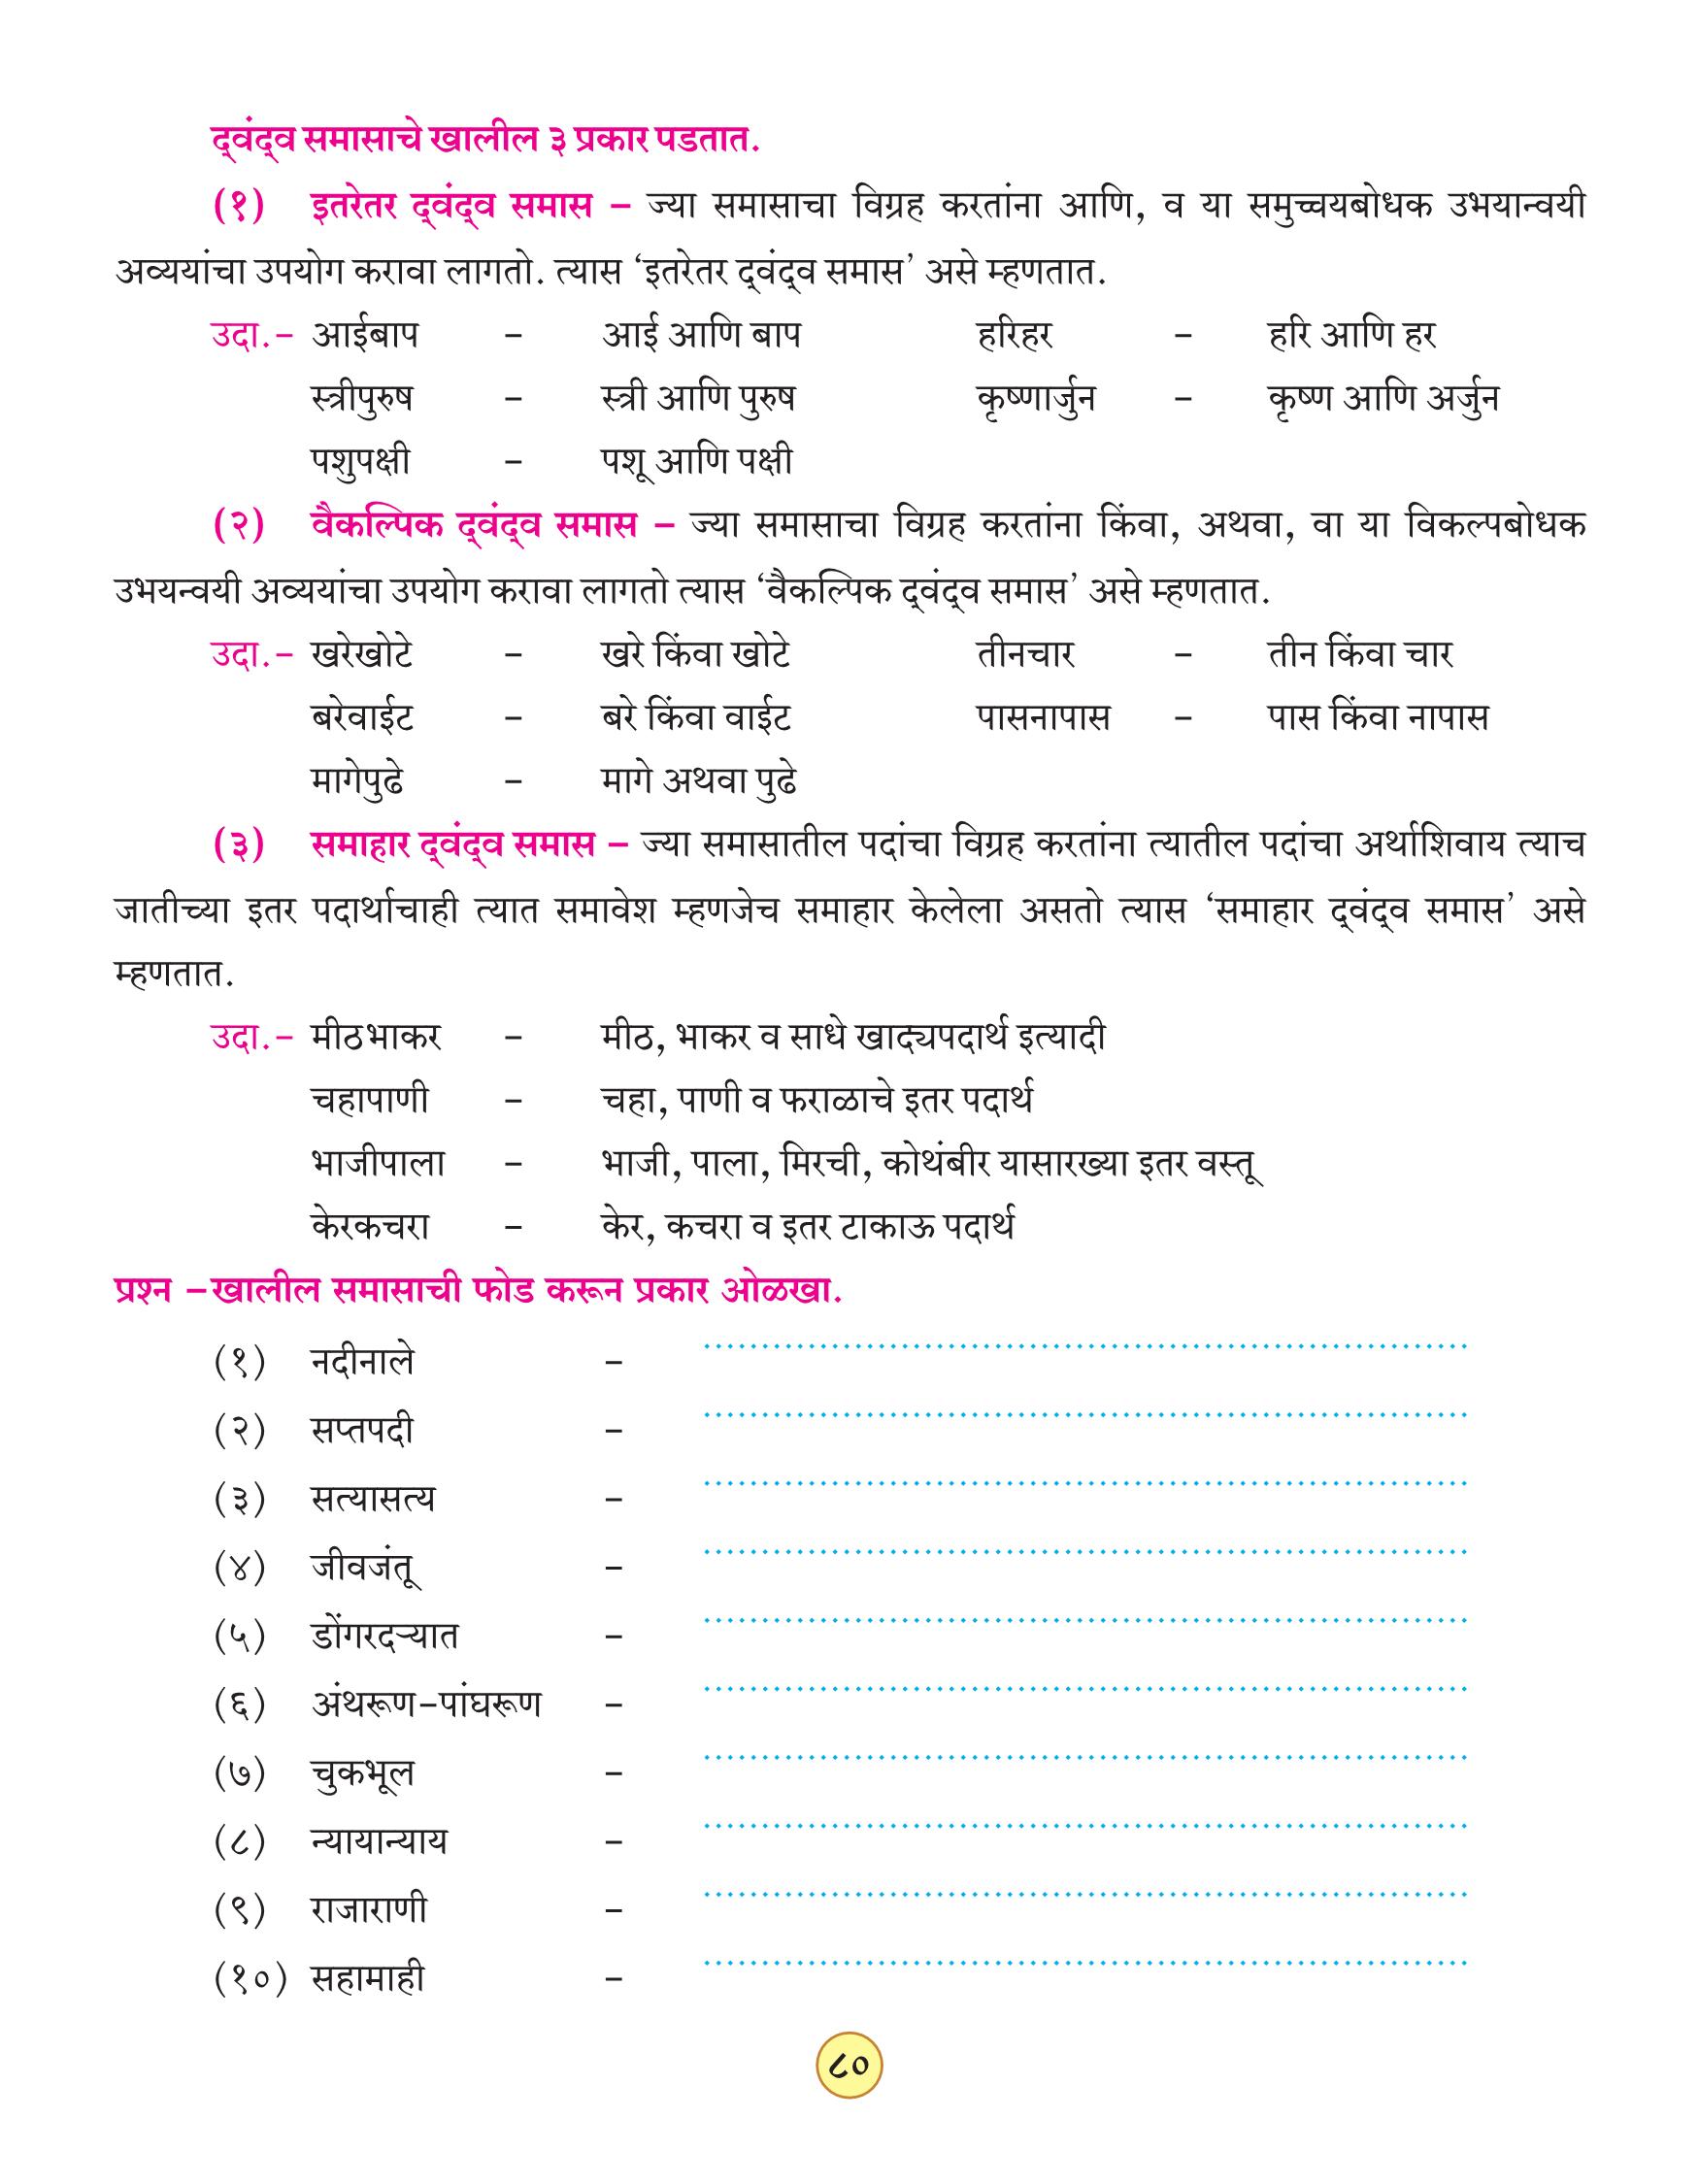 द्वंद्व समासाचे खालील ३ प्रकार पडतात.
(१) इतरेतर द्वंद्व समास – ज्या समासाचा विग्रह करतांना आणि, व या समुच्चयबोधक उभयान्वयी
अव्ययांचा उपयोग करावा लागतो. त्यास ‘इतरेतर द्वंद्व समास’ असे म्हणतात.
उदा.– आईबाप – आई आणि बाप हरिहर – हरि आणि हर
स्त्रीपुरुष – स्त्री आणि पुरुष कृष्णार्जुन – कृष्ण आणि अर्जुन
पशुपक्षी – पशू आणि पक्षी
(२) वैकल्पिक द्वंद्व समास – ज्या समासाचा विग्रह करतांना किंवा, अथवा, वा या विकल्पबोधक
उभयन्वयी अव्ययांचा उपयोग करावा लागतो त्यास ‘वैकल्पिक द्वंद्व समास’ असे म्हणतात.
उदा.– खरेखोटे – खरे किंवा खोटे तीनचार – तीन किंवा चार
बरेवाईट – बरे किंवा वाईट पासनापास – पास किंवा नापास
मागेपुढे – मागे अथवा पुढे
(३) समाहार द्वंद्व समास – ज्या समासातील पदांचा विग्रह करतांना त्यातील पदांचा अर्थाशिवाय त्याच
जातीच्या इतर पदार्थाचाही त्यात समावेश म्हणजेच समाहार केलेला असतो त्यास ‘समाहार द्वंद्व समास’ असे
म्हणतात.
उदा.– मीठभाकर – मीठ, भाकर व साधे खाद्यपदार्थ इत्यादी
चहापाणी – चहा, पाणी व फराळाचे इतर पदार्थ
भाजीपाला – भाजी, पाला, मिरची, कोथंबीर यासारख्या इतर वस्तू
केरकचरा – केर, कचरा व इतर टाकाऊ पदार्थ
प्रश्न –खालील समासाची फोड करून प्रकार ओळखा.
(१) नदीनाले –
(२) सप्तपदी –
(३) सत्यासत्य –
(४) जीवजंतू –
(५) डोंगरदऱ्यात –
(६) अंथरूण–पांघरूण –
(७) चुकभूल –
(८) न्यायान्याय –
(९) राजाराणी –
(१०) सहामाही –
८०